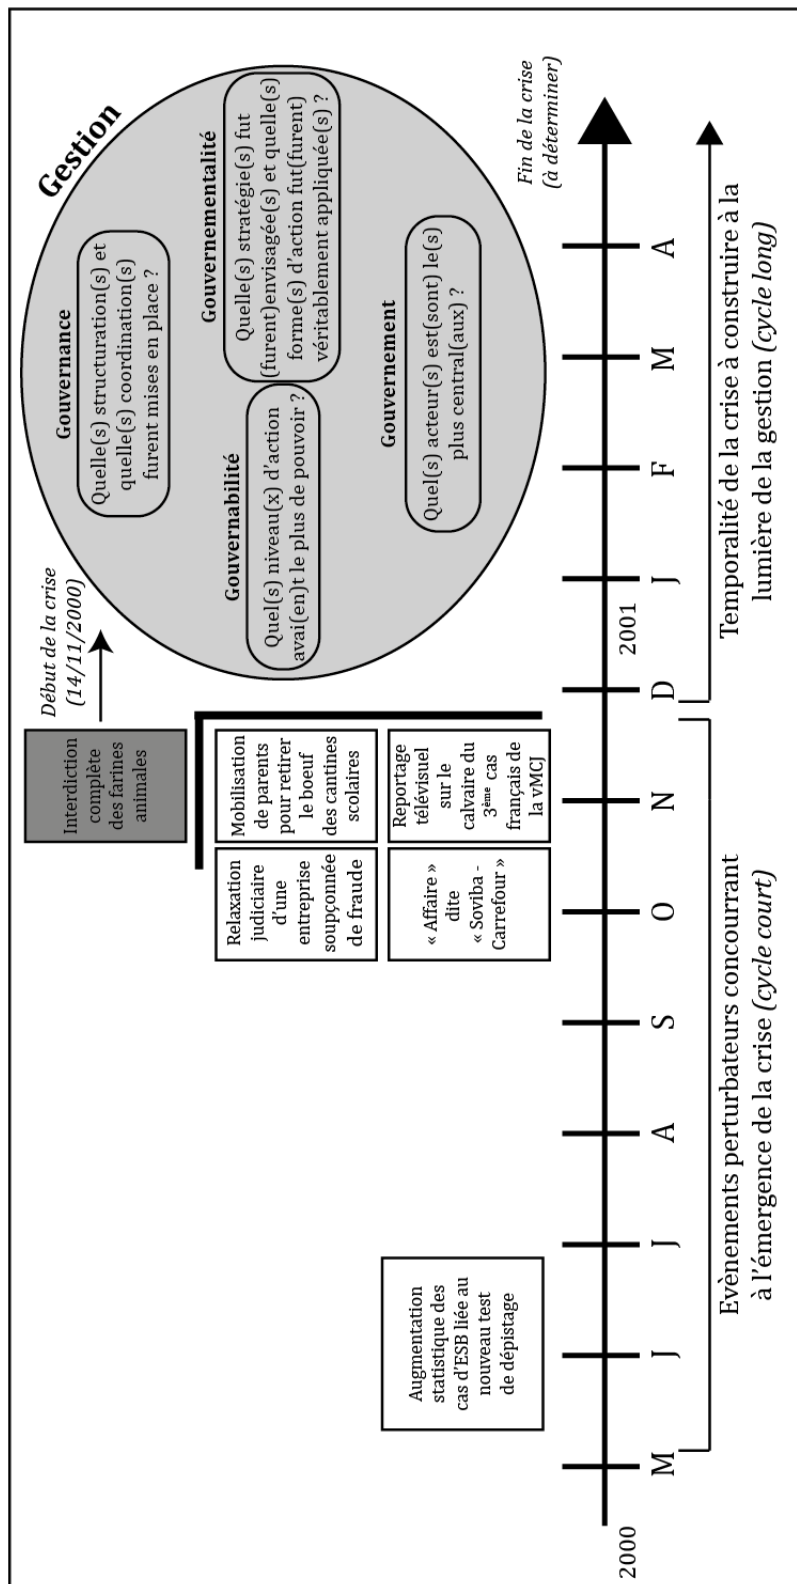 Gestion
Gouvernance
Quelle(s) structuration(s) et
quelle(s) coordination(s)
furent mises en place ?
Gouvernementalité
Quelle(s) stratégie(s) fut
(furent)envisagée(s) et quelle(s)
forme(s) d'action fut(furent)
véritablement appliquée(s) ?
Gouvernabilité
Quel(s) niveau(x) d'action
avai(en)t le plus de pouvoir ?
Gouvernement
Quel(s) acteur(s) est(sont) le(s)
plus central(aux) ?
Début de la crise
(14/11/2000)
Fin de la crise
(à déterminer)
Interdiction
complète
des farines
animales
Relaxation
judiciaire
d'une
entreprise
soupçonnée
de fraude
Mobilisation
de parents
pour retirer
le boeuf
des cantines
scolaires
« Affaire »
dite
« Soviba -
Carrefour »
Reportage
télévisuel
sur le
calvaire du
3ème cas
français de
la vMCJ
Augmentation
statistique des
cas d'ESB liée au
nouveau test
de dépistage
2000
M J J A S O N D J F M A
2001
Evènements perturbateurs concourrant
à l'émergence de la crise (cycle court)
Temporalité de la crise à construire à la
lumière de la gestion (cycle long)